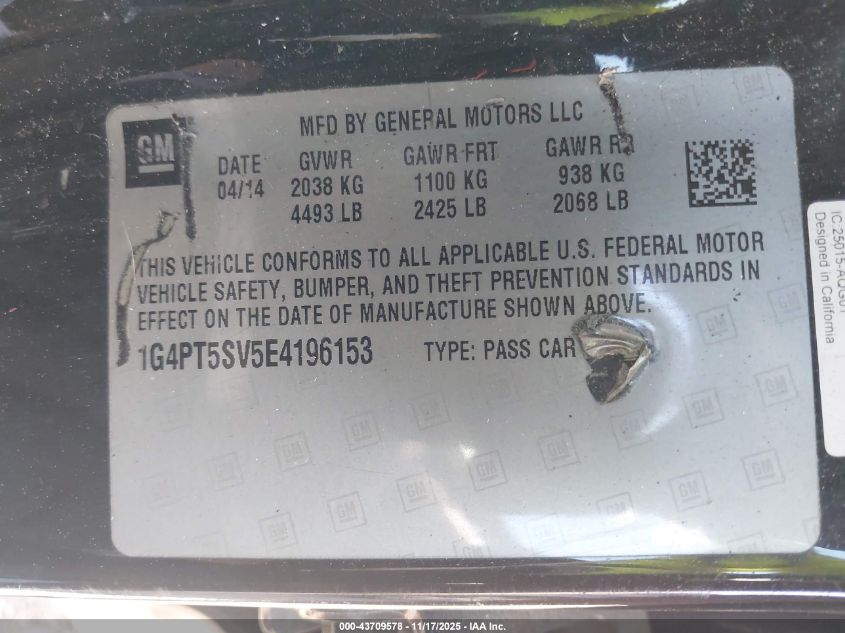 GM
MFD BY GENERAL MOTORS LLC
DATE GVWR GAWR FRT GAWR RR
04/14 2038 KG 1100 KG 938 KG
4493 LB 2425 LB 2068 LB
THIS VEHICLE CONFORMS TO ALL APPLICABLE U.S. FEDERAL MOTOR
VEHICLE SAFETY, BUMPER, AND THEFT PREVENTION STANDARDS IN
EFFECT ON THE DATE OF MANUFACTURE SHOWN ABOVE.
1G4PT5SV5E4196153 TYPE: PASS CAR
IC:25015-AUG01
Designed in California
000-43709578 - 11/17/2025 - IAA Inc.